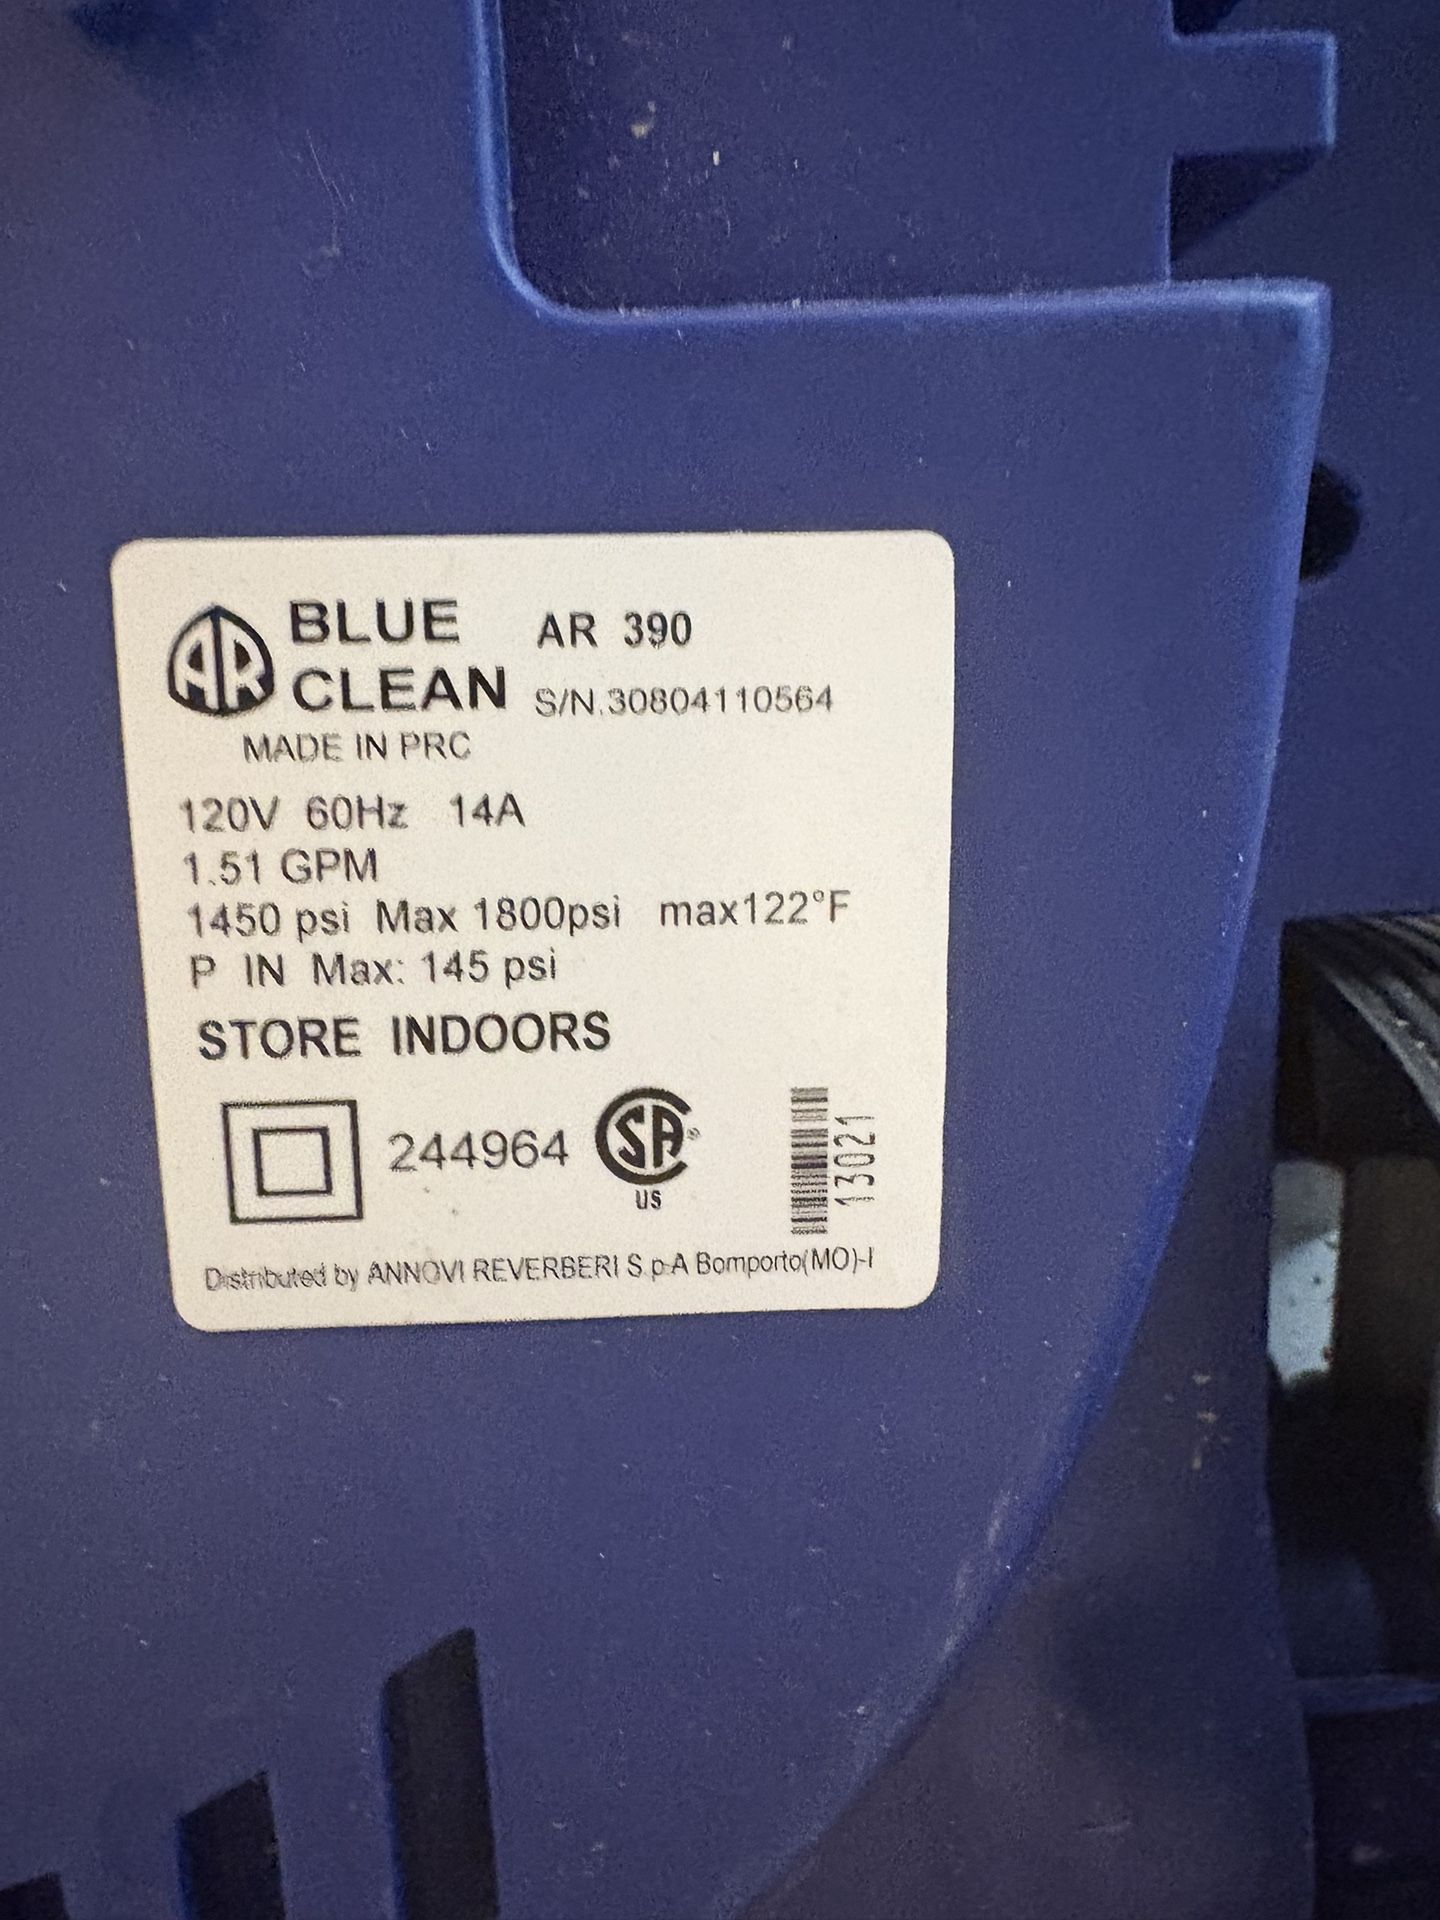 AR BLUE CLEAN AR 390
S/N.30804110564
MADE IN PRC
120V 60Hz 14A
1.51 GPM
1450 psi Max 1800psi max122°F
P IN Max: 145 psi
STORE INDOORS
244964 SA ® US 13021
Distributed by ANNOVI REVERBERI S.p.A Bomporto(MO)-I